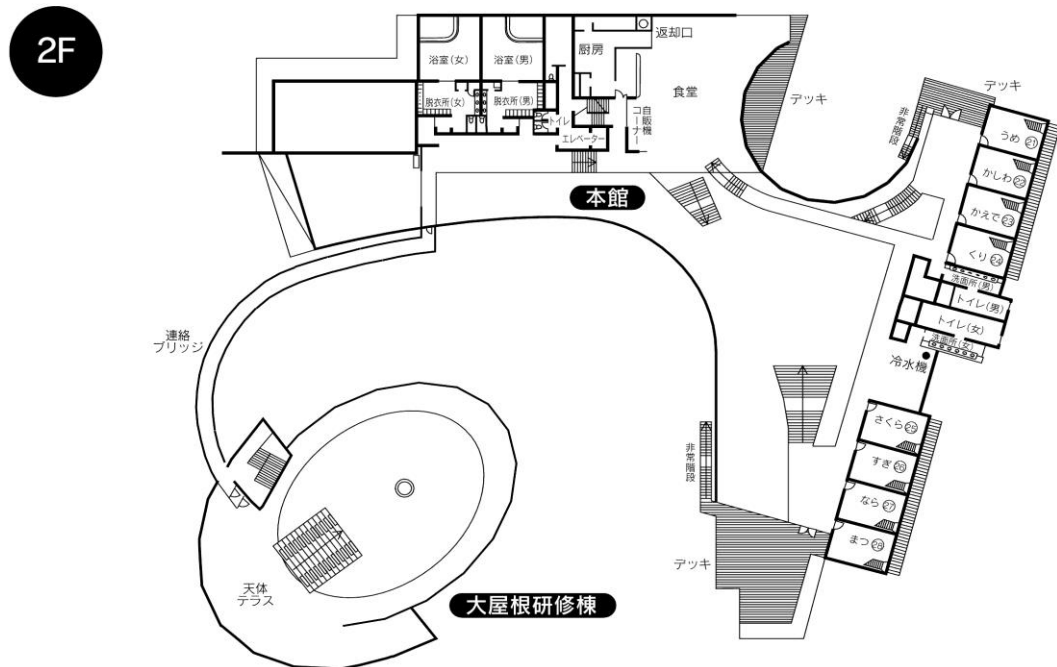 2F
浴室(女)
浴室(男)
厨房
返却口
脱衣所(女)
脱衣所(男)
トイレ
エレベーター
自販機
コーナー
食堂
デッキ
本館
非常階段
デッキ
うめ 21
かしわ 22
かえで 23
くり 24
洗面所(男)
トイレ(男)
トイレ(女)
洗面所(女)
冷水機
さくら 25
すぎ 26
なら 27
まつ 28
連絡
ブリッジ
非常階段
デッキ
天体
テラス
大屋根研修棟